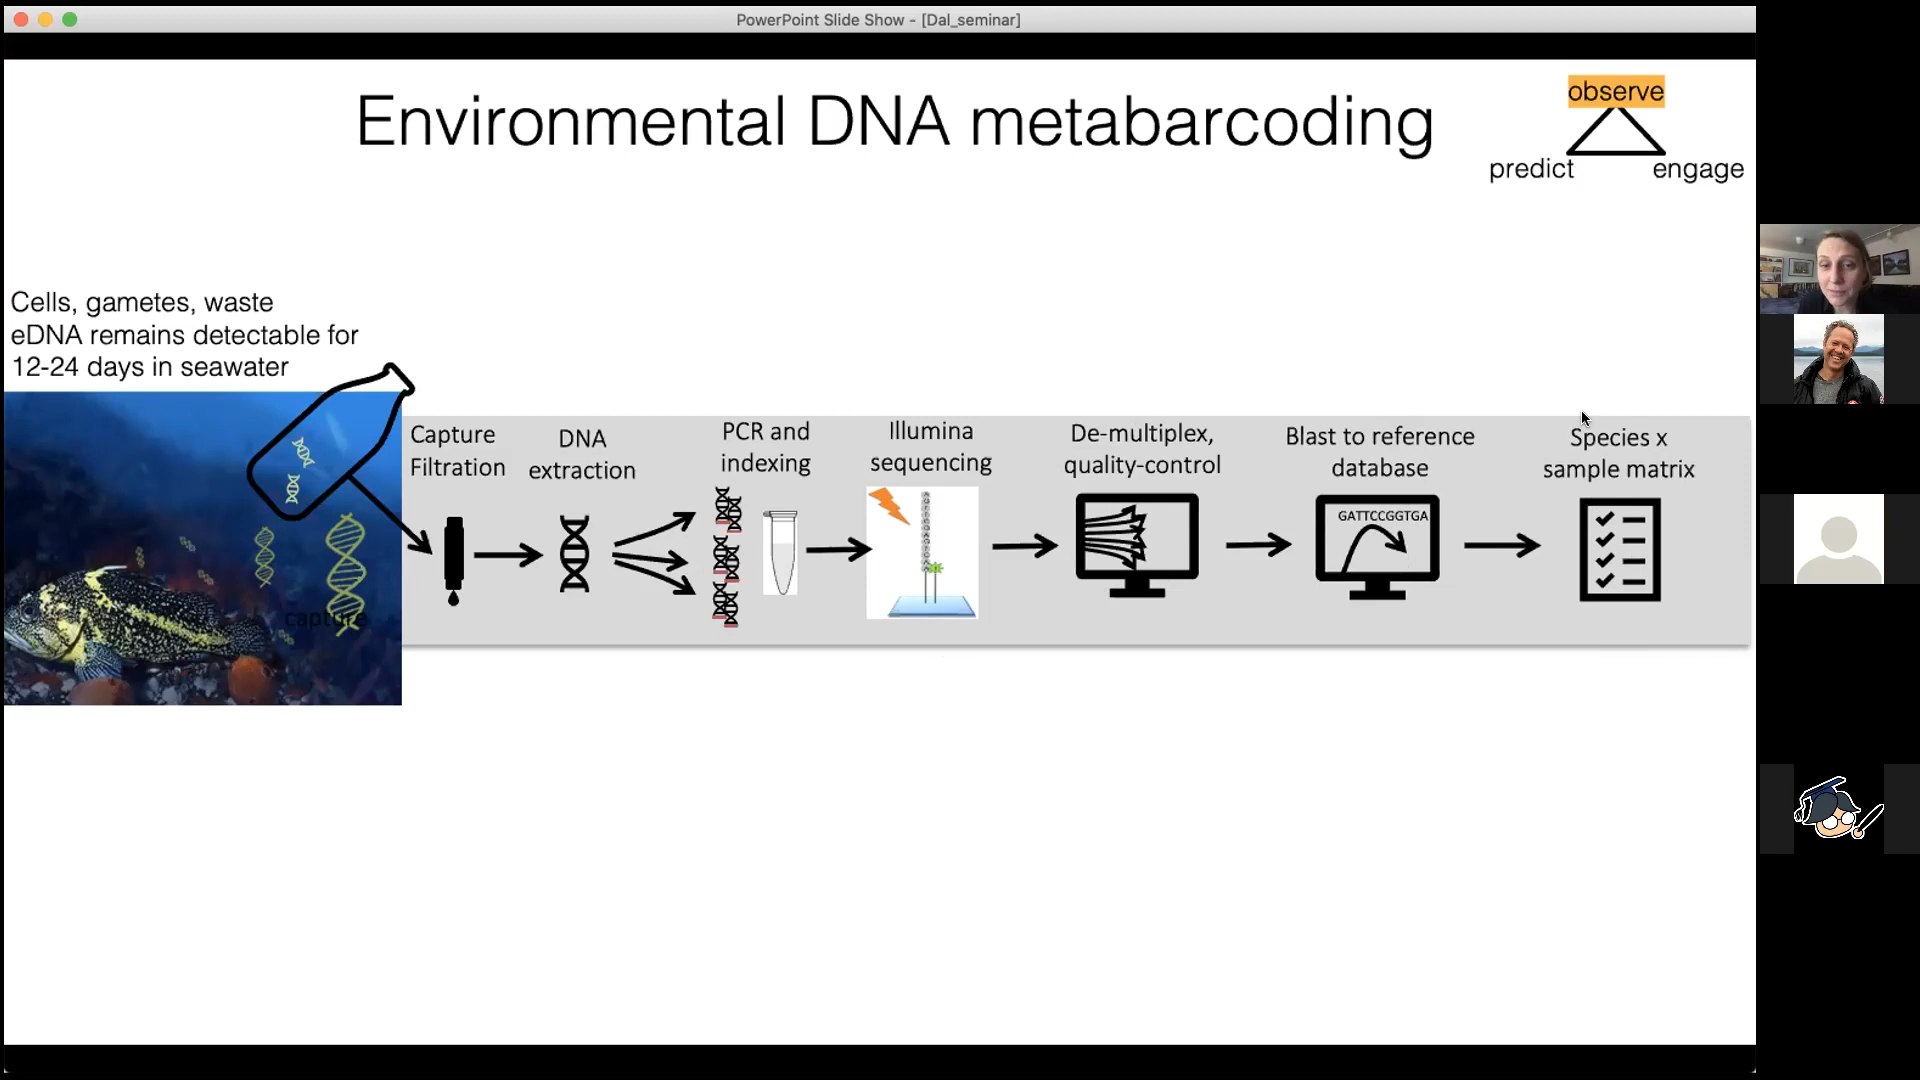 PowerPoint Slide Show - [Dal_seminar]
Environmental DNA metabarcoding
observe
predict
engage
Cells, gametes, waste
eDNA remains detectable for
12-24 days in seawater
capture
Capture
Filtration
DNA
extraction
PCR and
indexing
Illumina
sequencing
De-multiplex,
quality-control
Blast to reference
database
GATTCCGGTGA
Species x
sample matrix